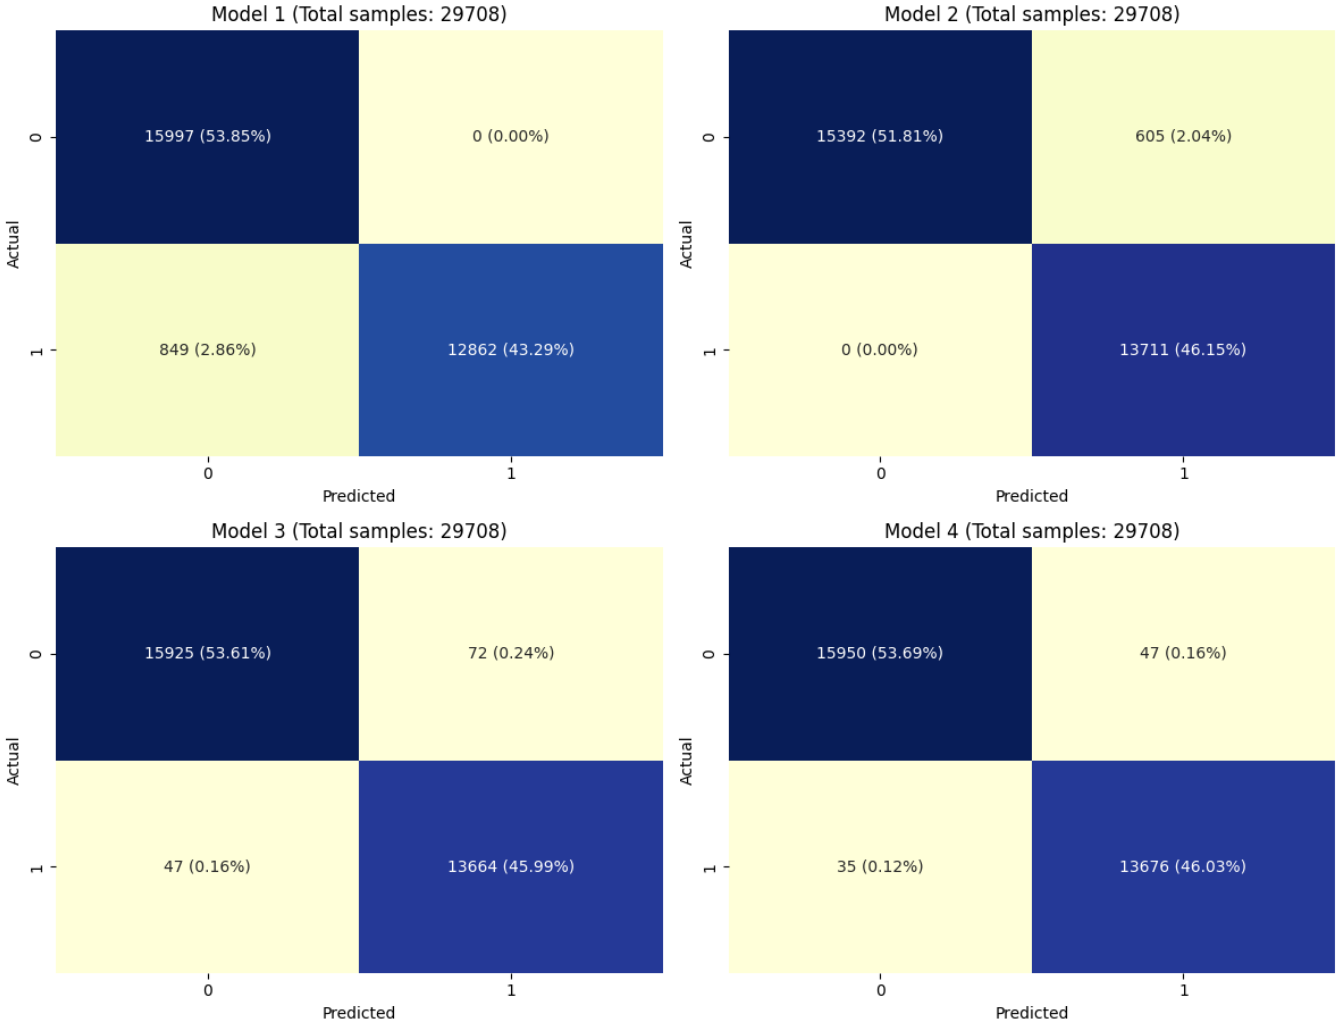 Model 1 (Total samples: 29708)
0
15997 (53.85%)
0 (0.00%)
Actual
1
849 (2.86%)
12862 (43.29%)
0
1
Predicted
Model 2 (Total samples: 29708)
0
15392 (51.81%)
605 (2.04%)
Actual
1
0 (0.00%)
13711 (46.15%)
0
1
Predicted
Model 3 (Total samples: 29708)
0
15925 (53.61%)
72 (0.24%)
Actual
1
47 (0.16%)
13664 (45.99%)
0
1
Predicted
Model 4 (Total samples: 29708)
0
15950 (53.69%)
47 (0.16%)
Actual
1
35 (0.12%)
13676 (46.03%)
0
1
Predicted